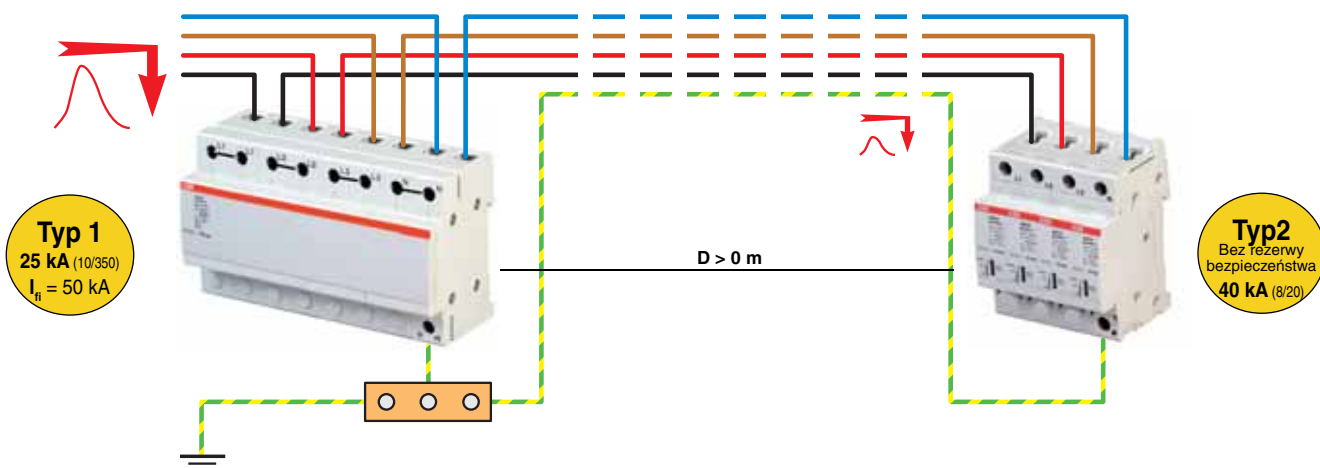 Typ 1
25 kA (10/350)
Ifi = 50 kA
D > 0 m
Typ2
Bez rezerwy
bezpieczeństwa
40 kA (8/20)